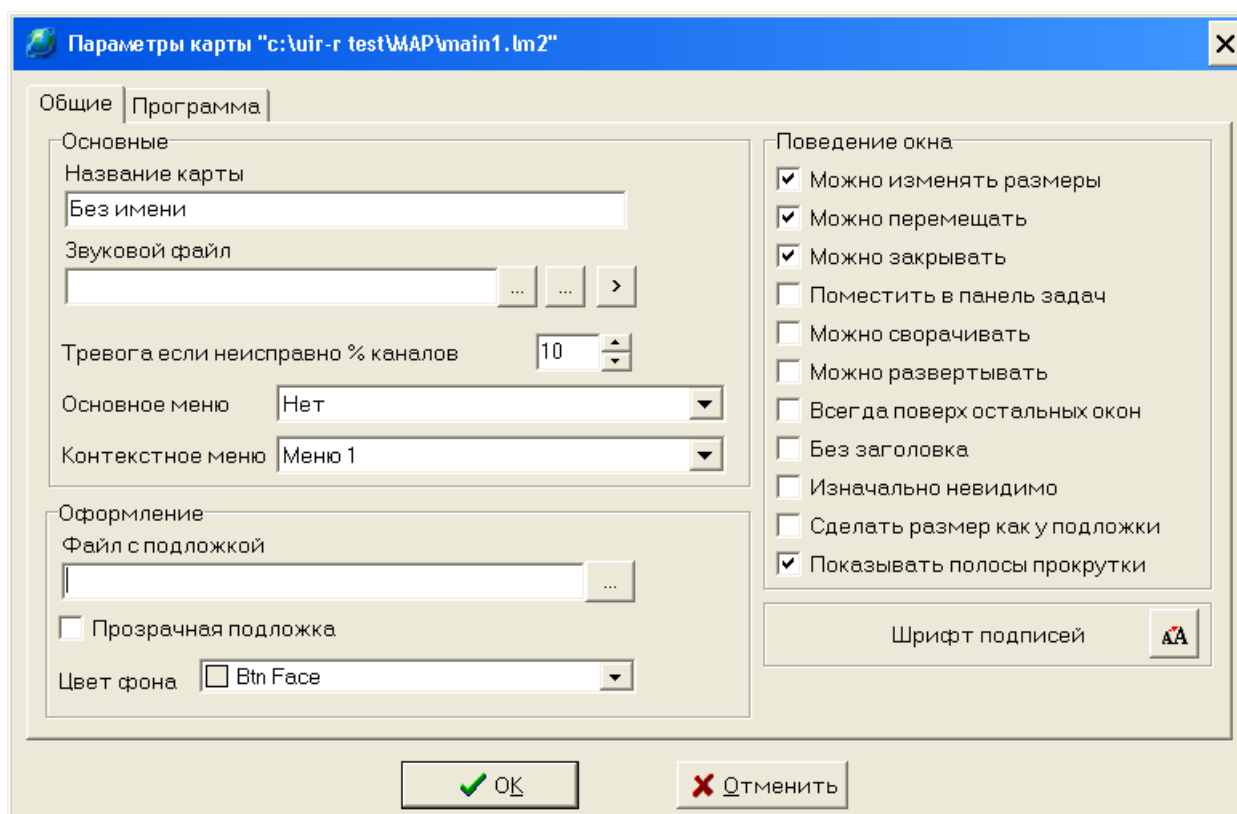 Параметры карты "c:\uir-r test\MAP\main1.lm2"
Общие
Программа
Основные
Название карты
Без имени
Звуковой файл
...
...
>
Тревога если неисправно % каналов
10
Основное меню
Нет
Контекстное меню
Меню 1
Оформление
Файл с подложкой
...
Прозрачная подложка
Цвет фона
Btn Face
Поведение окна
Можно изменять размеры
Можно перемещать
Можно закрывать
Поместить в панель задач
Можно сворачивать
Можно развертывать
Всегда поверх остальных окон
Без заголовка
Изначально невидимо
Сделать размер как у подложки
Показывать полосы прокрутки
Шрифт подписей
AA
OK
Отменить